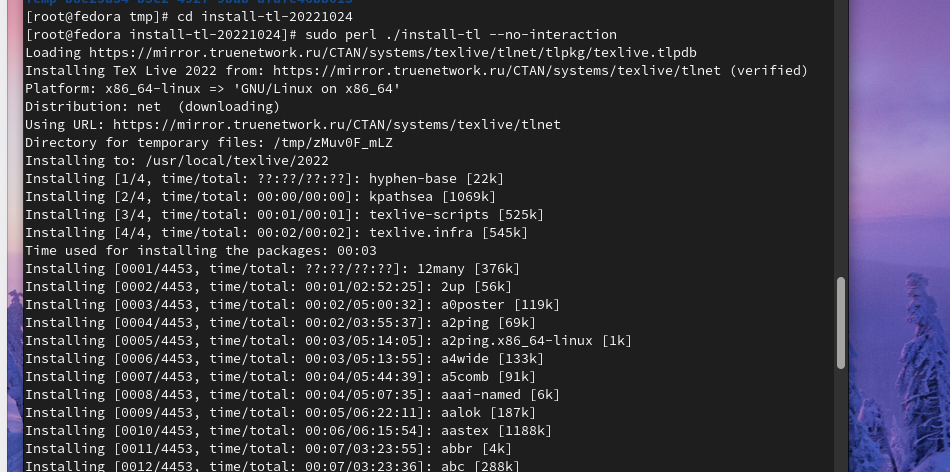 [root@fedora tmp]# cd install-tl-20221024
[root@fedora install-tl-20221024]# sudo perl ./install-tl --no-interaction
Loading https://mirror.truenetwork.ru/CTAN/systems/texlive/tlnet/tlpkg/texlive.tlpdb
Installing TeX Live 2022 from: https://mirror.truenetwork.ru/CTAN/systems/texlive/tlnet (verified)
Platform: x86_64-linux => 'GNU/Linux on x86_64'
Distribution: net  (downloading)
Using URL: https://mirror.truenetwork.ru/CTAN/systems/texlive/tlnet
Directory for temporary files: /tmp/zMuv0F_mLZ
Installing to: /usr/local/texlive/2022
Installing [1/4, time/total: ??:??/??:??]: hyphen-base [22k]
Installing [2/4, time/total: 00:00/00:00]: kpathsea [1069k]
Installing [3/4, time/total: 00:01/00:01]: texlive-scripts [525k]
Installing [4/4, time/total: 00:02/00:02]: texlive.infra [545k]
Time used for installing the packages: 00:03
Installing [0001/4453, time/total: ??:??/??:??]: 12many [376k]
Installing [0002/4453, time/total: 00:01/02:52:25]: 2up [56k]
Installing [0003/4453, time/total: 00:02/05:00:32]: a0poster [119k]
Installing [0004/4453, time/total: 00:02/03:55:37]: a2ping [69k]
Installing [0005/4453, time/total: 00:03/05:14:05]: a2ping.x86_64-linux [1k]
Installing [0006/4453, time/total: 00:03/05:13:55]: a4wide [133k]
Installing [0007/4453, time/total: 00:04/05:44:39]: a5comb [91k]
Installing [0008/4453, time/total: 00:04/05:07:35]: aaai-named [6k]
Installing [0009/4453, time/total: 00:05/06:22:11]: aalok [187k]
Installing [0010/4453, time/total: 00:06/06:15:54]: aastex [1188k]
Installing [0011/4453, time/total: 00:07/03:23:55]: abbr [4k]
Installing [0012/4453, time/total: 00:07/03:23:36]: abc [288k]